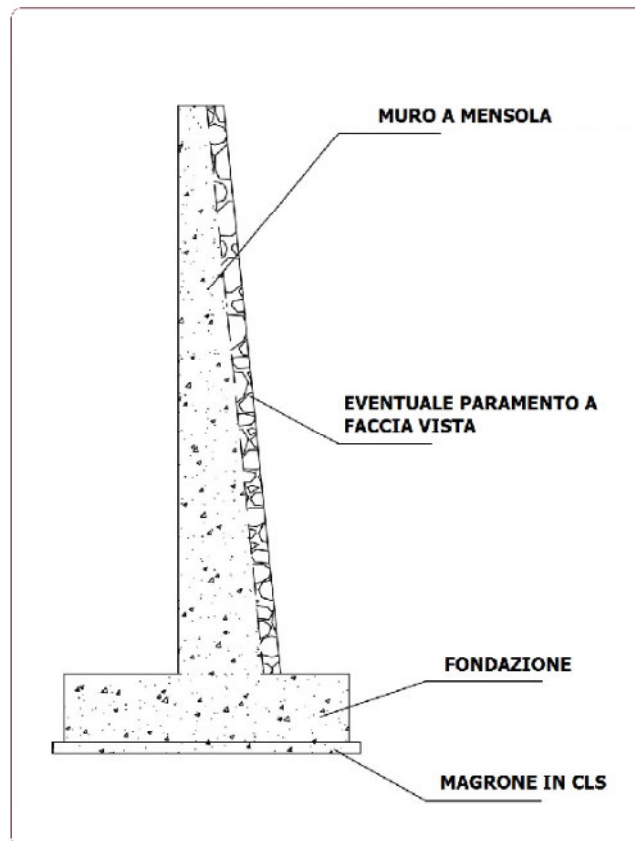 MURO A MENSOLA
EVENTUALE PARAMENTO A
FACCIA VISTA
FONDAZIONE
MAGRONE IN CLS